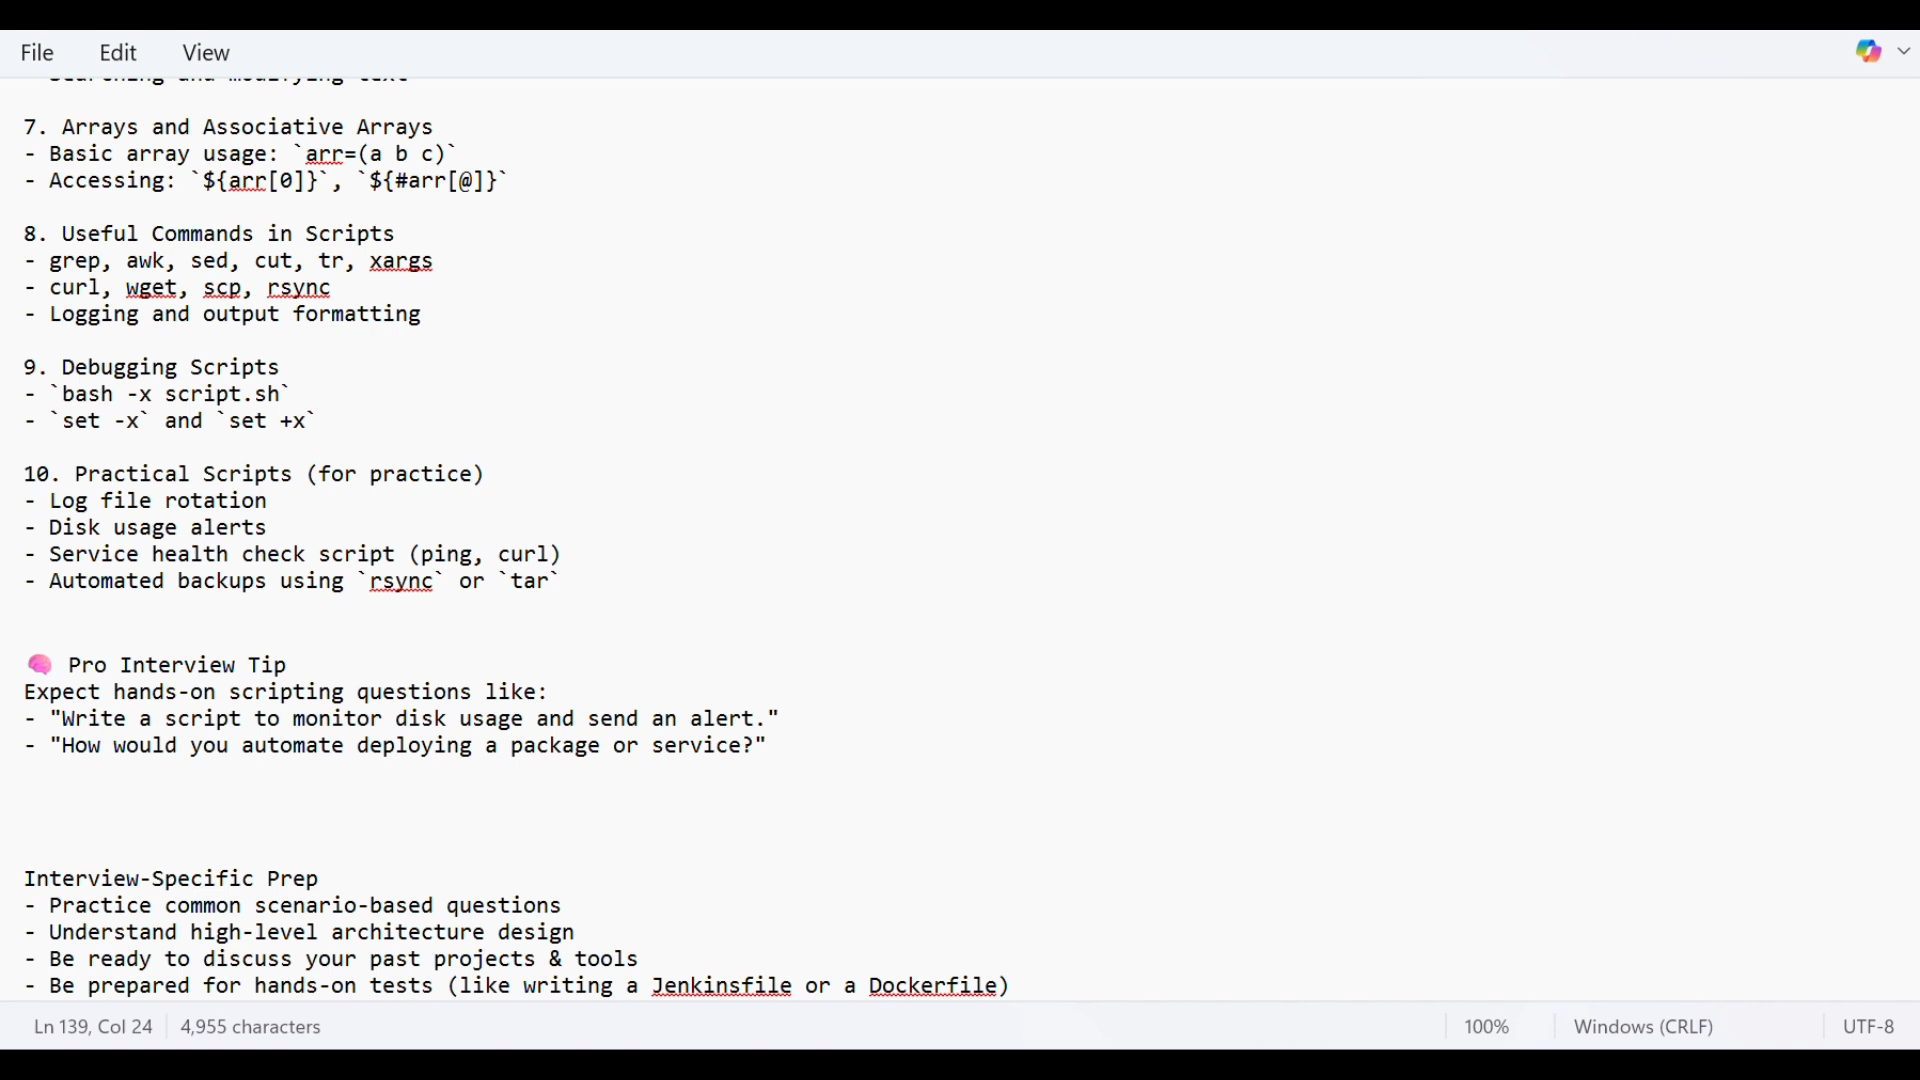 File Edit View
- Searching and modifying text
7. Arrays and Associative Arrays
- Basic array usage: `arr=(a b c)`
- Accessing: `${arr[0]}`, `${#arr[@]}`
8. Useful Commands in Scripts
- grep, awk, sed, cut, tr, xargs
- curl, wget, scp, rsync
- Logging and output formatting
9. Debugging Scripts
- `bash -x script.sh`
- `set -x` and `set +x`
10. Practical Scripts (for practice)
- Log file rotation
- Disk usage alerts
- Service health check script (ping, curl)
- Automated backups using `rsync` or `tar`
🧠 Pro Interview Tip
Expect hands-on scripting questions like:
- "Write a script to monitor disk usage and send an alert."
- "How would you automate deploying a package or service?"
Interview-Specific Prep
- Practice common scenario-based questions
- Understand high-level architecture design
- Be ready to discuss your past projects & tools
- Be prepared for hands-on tests (like writing a Jenkinsfile or a Dockerfile)
Ln 139, Col 24 4,955 characters 100% Windows (CRLF) UTF-8